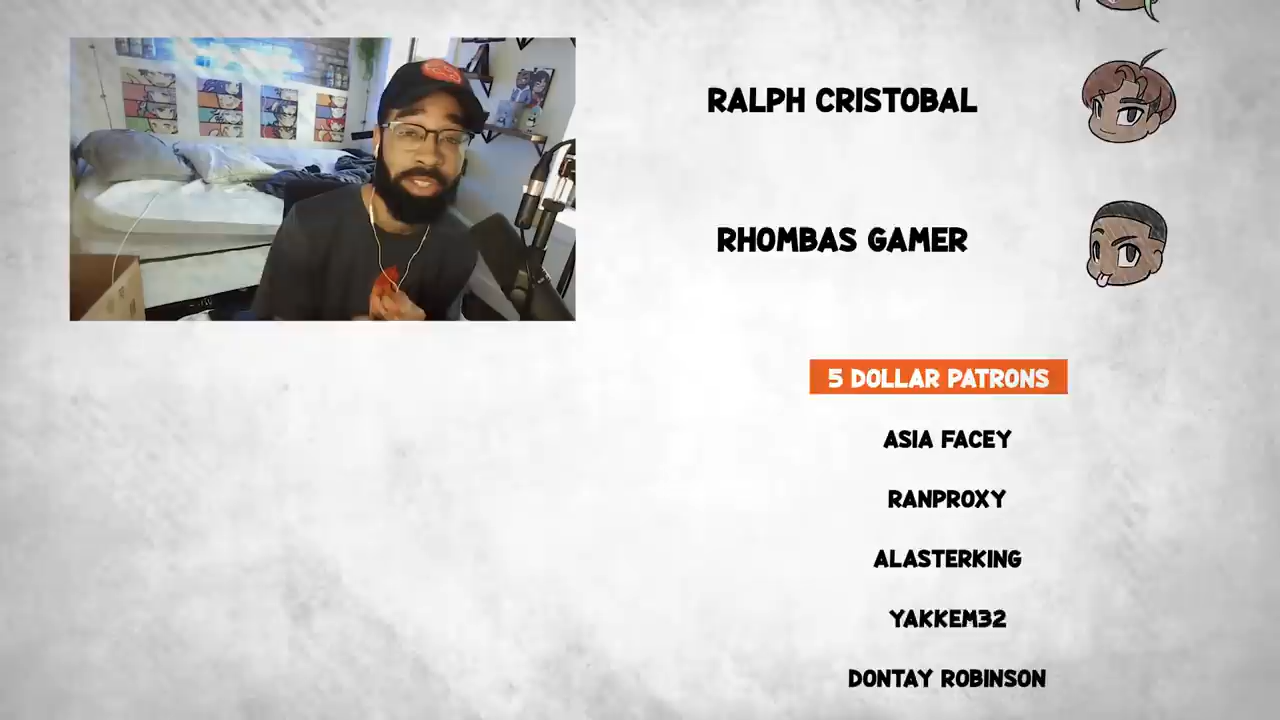 RALPH CRISTOBAL
RHOMBAS GAMER
5 DOLLAR PATRONS
ASIA FACEY
RANPROXY
ALASTERKING
YAKKEM32
DONTAY ROBINSON